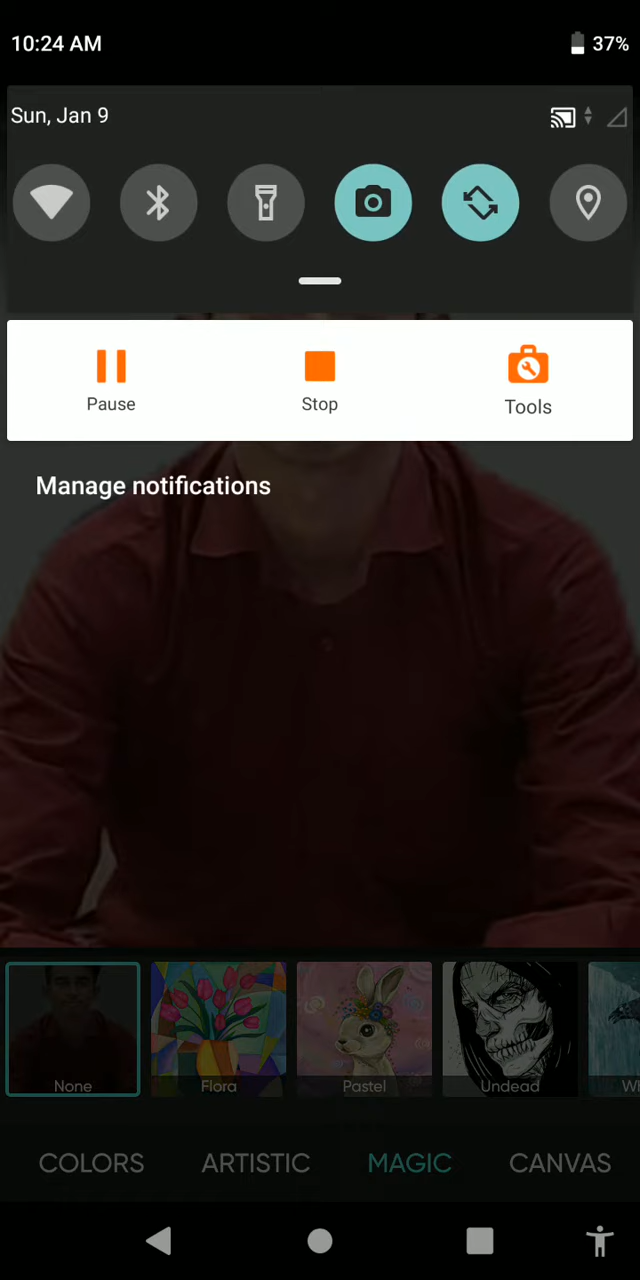 10:24 AM 37%
Sun, Jan 9
Pause Stop Tools
Manage notifications
None Flora Pastel Undead
COLORS ARTISTIC MAGIC CANVAS